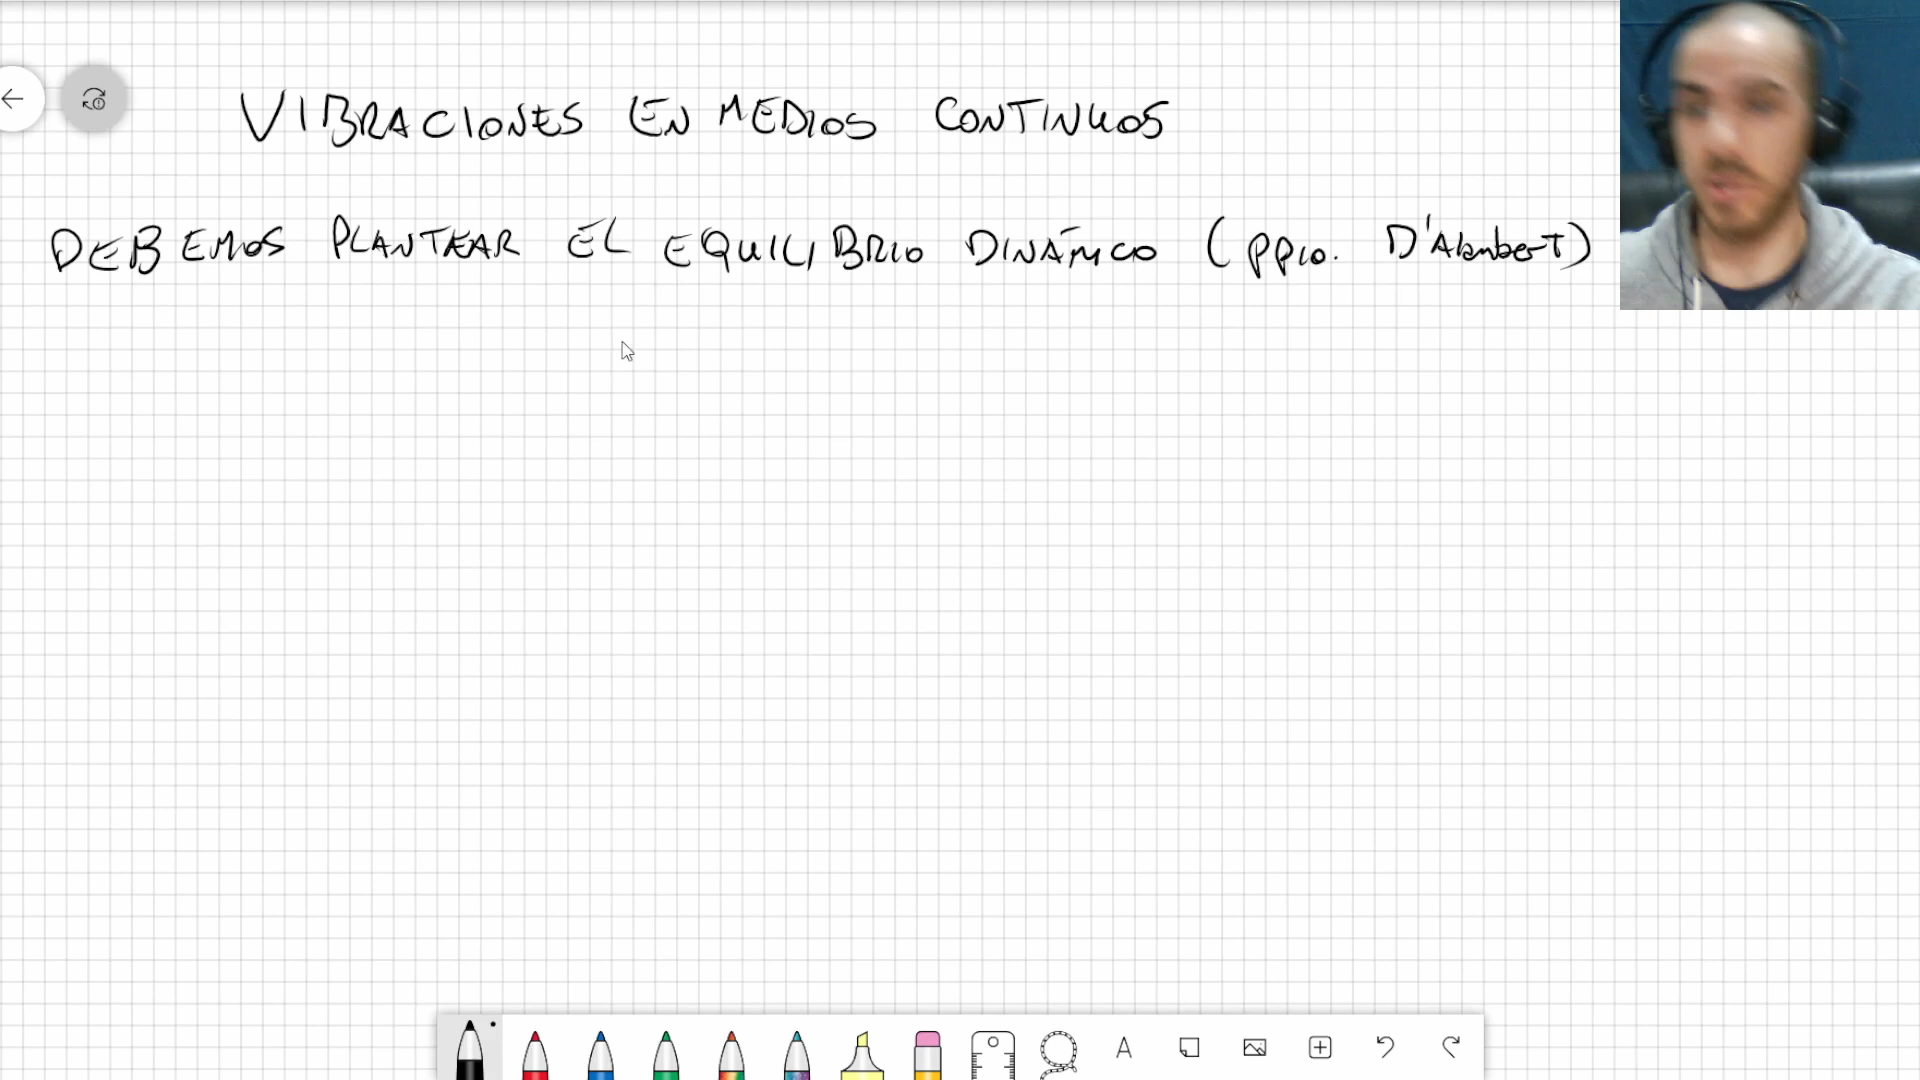 VIBRACIONES EN MEDIOS CONTINUOS
DEBEMOS PLANTEAR EL EQUILIBRIO DINÁMICO (PPIO. D'Alembert)